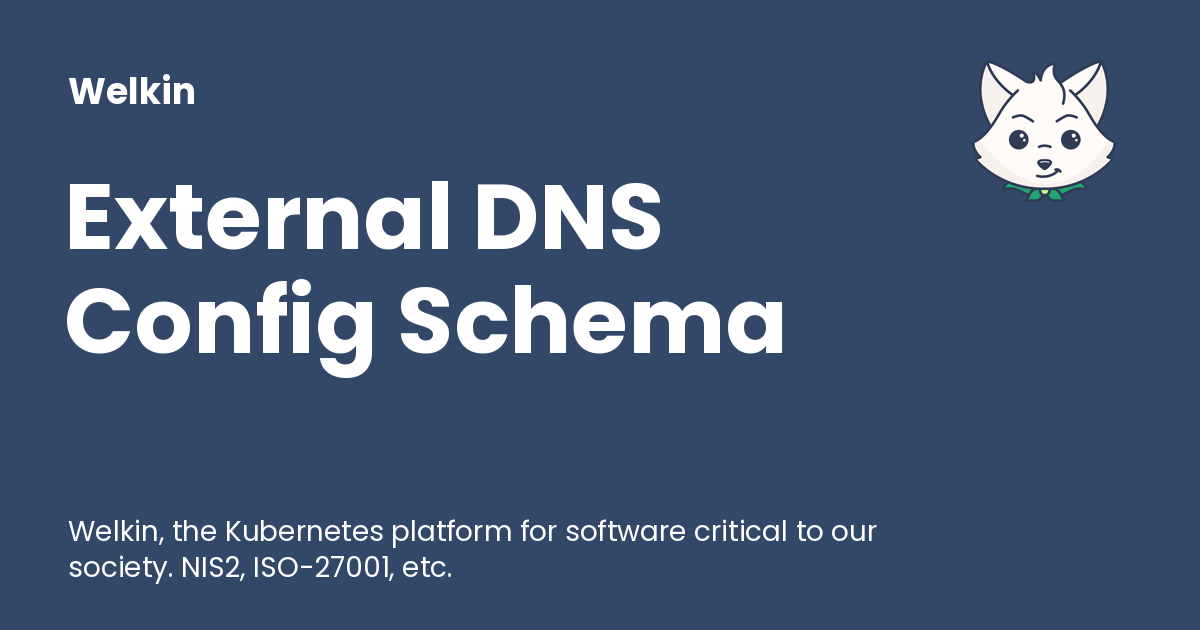 Welkin
External DNS
Config Schema
Welkin, the Kubernetes platform for software critical to our
society. NIS2, ISO-27001, etc.